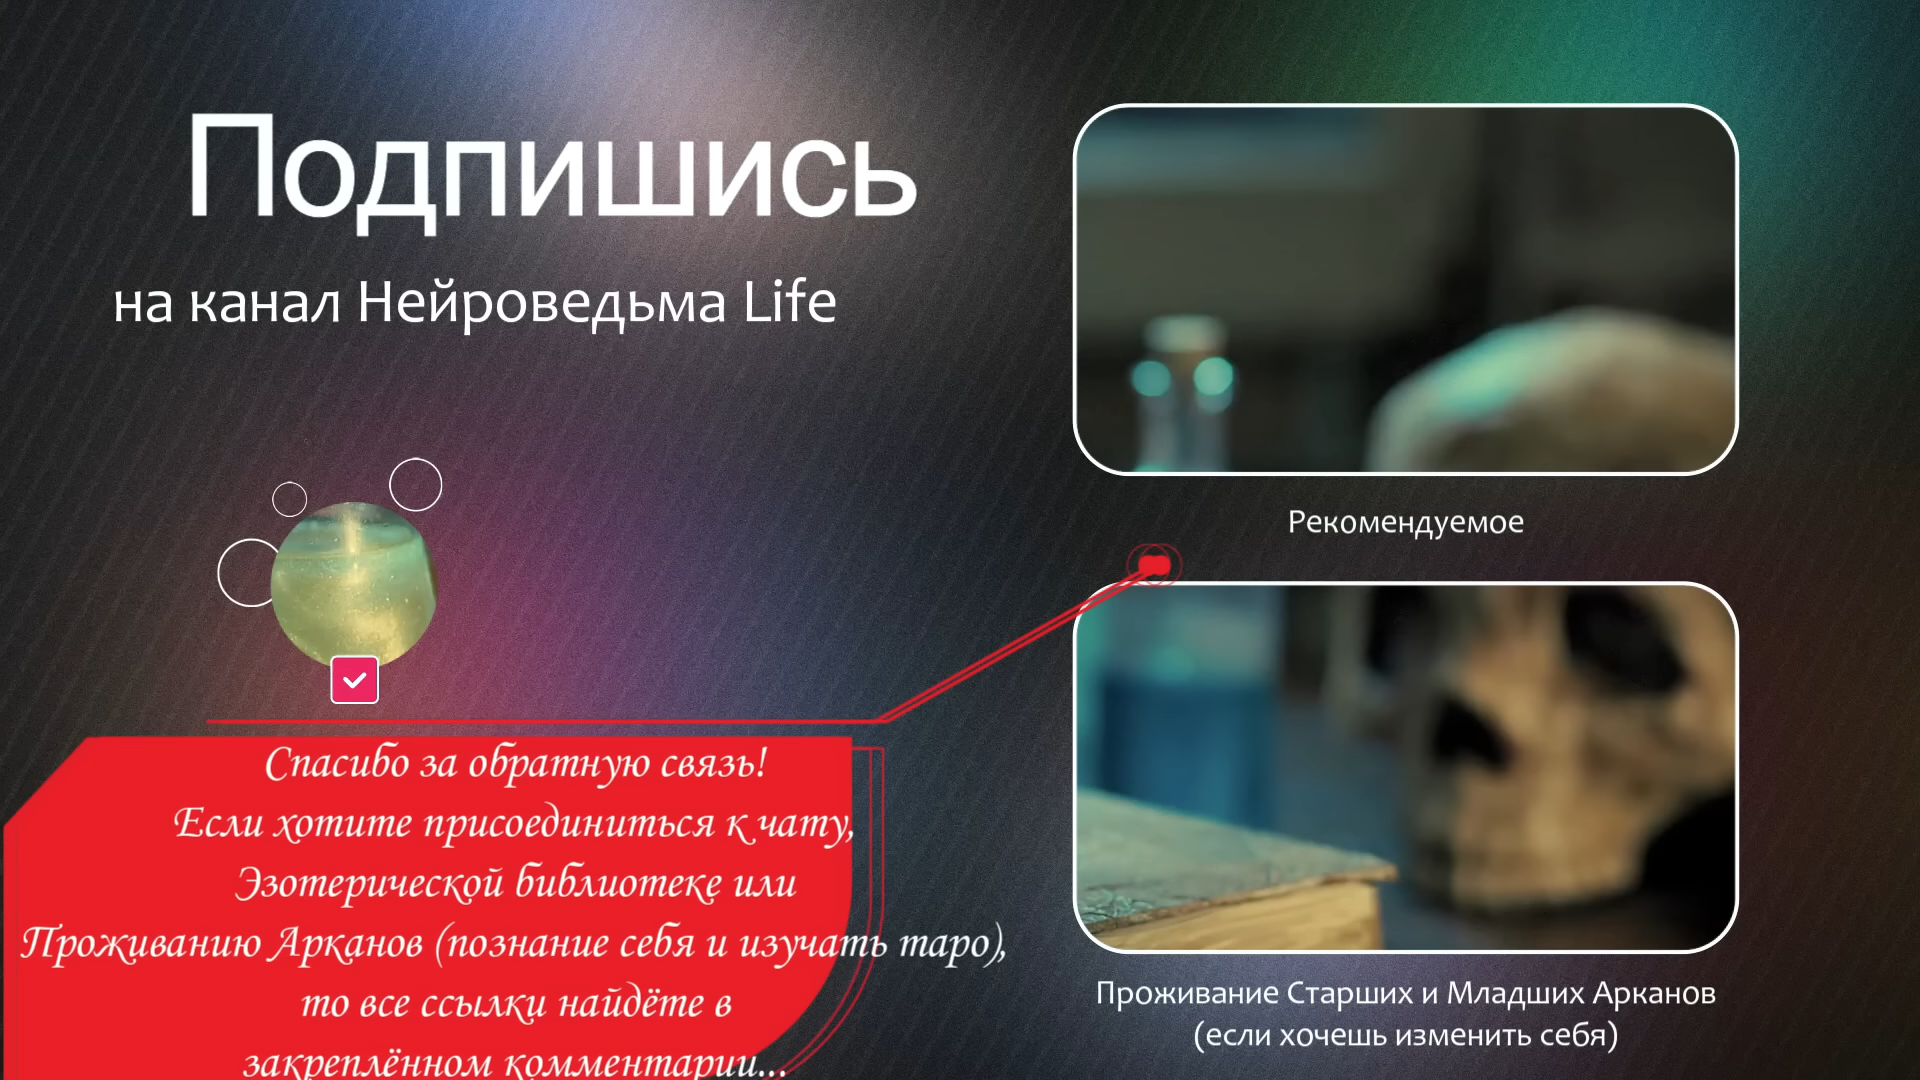 Подпишись
на канал Нейроведьма Life
Рекомендуемое
Спасибо за обратную связь!
Если хотите присоединиться к чату,
Эзотерической библиотеке или
Проживанию Арканов (познание себя и изучать таро),
то все ссылки найдёте в
закреплённом комментарии...
Проживание Старших и Младших Арканов
(если хочешь изменить себя)